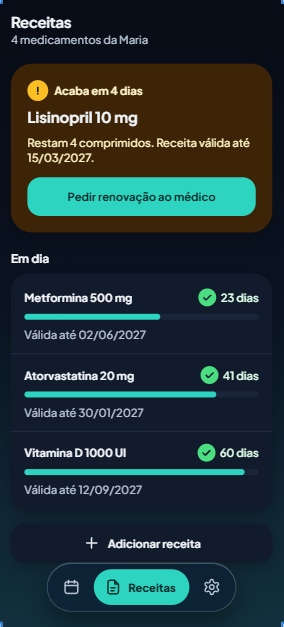 Receitas
4 medicamentos da Maria
! Acaba em 4 dias
Lisinopril 10 mg
Restam 4 comprimidos. Receita válida até
15/03/2027.
Pedir renovação ao médico
Em dia
Metformina 500 mg 23 dias
Válida até 02/06/2027
Atorvastatina 20 mg 41 dias
Válida até 30/01/2027
Vitamina D 1000 UI 60 dias
Válida até 12/09/2027
+ Adicionar receita
Receitas